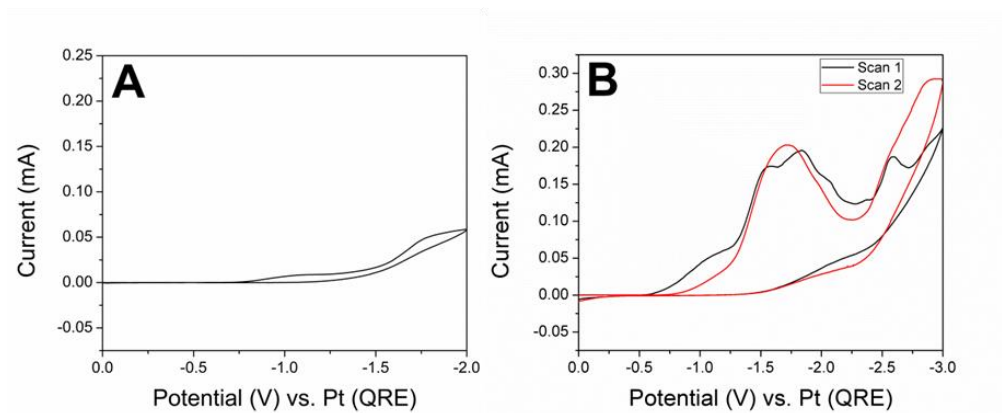 A
Current (mA)
0.25
0.20
0.15
0.10
0.05
0.00
-0.05
0.0 -0.5 -1.0 -1.5 -2.0
Potential (V) vs. Pt (QRE)
B
Scan 1
Scan 2
Current (mA)
0.30
0.25
0.20
0.15
0.10
0.05
0.00
-0.05
0.0 -0.5 -1.0 -1.5 -2.0 -2.5 -3.0
Potential (V) vs. Pt (QRE)